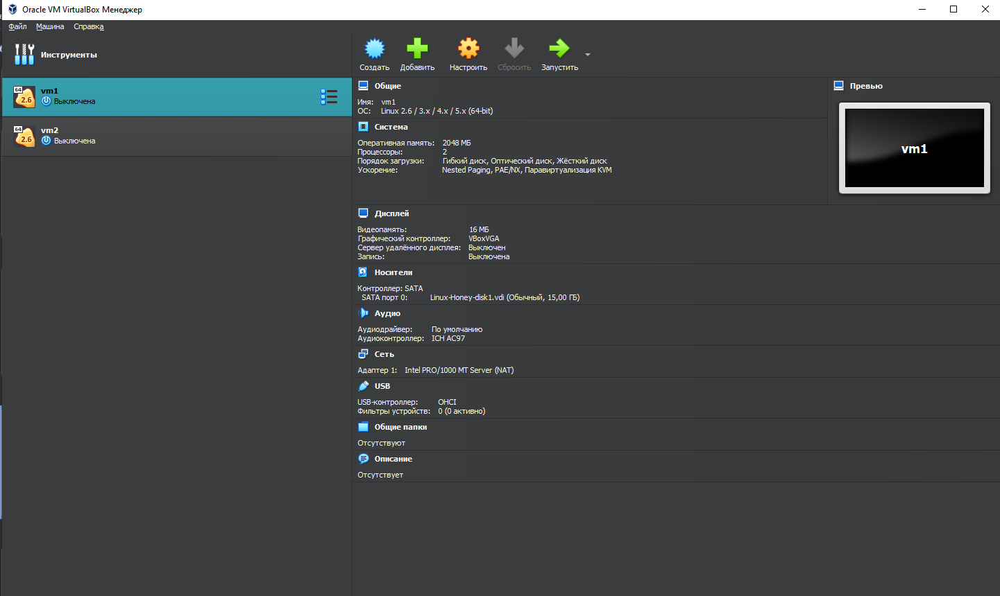 Oracle VM VirtualBox Менеджер
Файл Машина Справка
Инструменты
64
2.6
vm1
Выключена
64
2.6
vm2
Выключена
Создать Добавить Настроить Сбросить Запустить
Общие
Имя: vm1
ОС: Linux 2.6 / 3.x / 4.x / 5.x (64-bit)
Система
Оперативная память: 2048 МБ
Процессоры: 2
Порядок загрузки: Гибкий диск, Оптический диск, Жёсткий диск
Ускорение: Nested Paging, PAE/NX, Паравиртуализация KVM
Превью
vm1
Дисплей
Видеопамять: 16 МБ
Графический контроллер: VBoxVGA
Сервер удалённого дисплея: Выключен
Запись: Выключена
Носители
Контроллер: SATA
SATA порт 0: Linux-Honey-disk1.vdi (Обычный, 15,00 ГБ)
Аудио
Аудиодрайвер: По умолчанию
Аудиоконтроллер: ICH AC97
Сеть
Адаптер 1: Intel PRO/1000 MT Server (NAT)
USB
USB-контроллер: OHCI
Фильтры устройств: 0 (0 активно)
Общие папки
Отсутствуют
Описание
Отсутствует